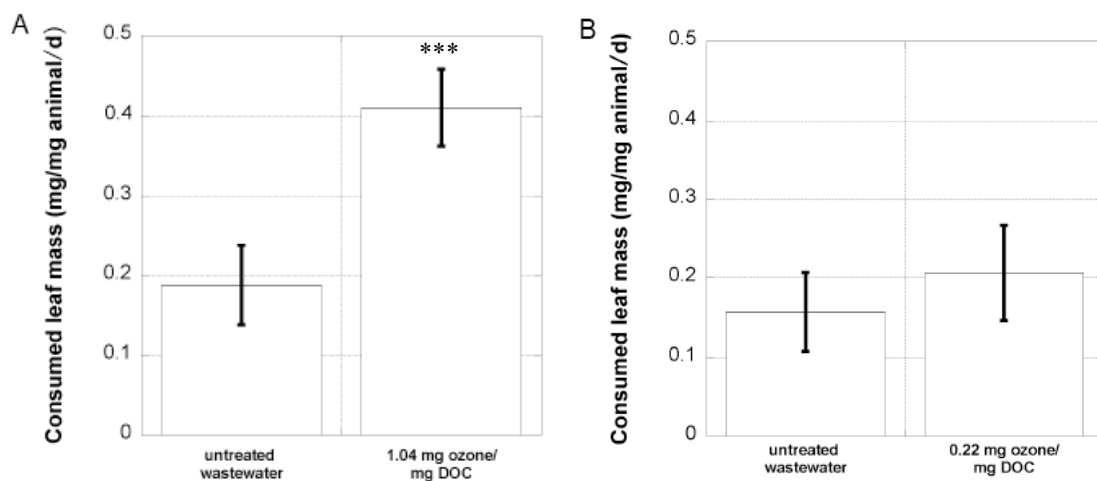 A
Consumed leaf mass (mg/mg animal/d)
0.5
0.4
0.3
0.2
0.1
0
***
untreated
wastewater
1.04 mg ozone/
mg DOC
B
Consumed leaf mass (mg/mg animal/d)
0.5
0.4
0.3
0.2
0.1
0
untreated
wastewater
0.22 mg ozone/
mg DOC